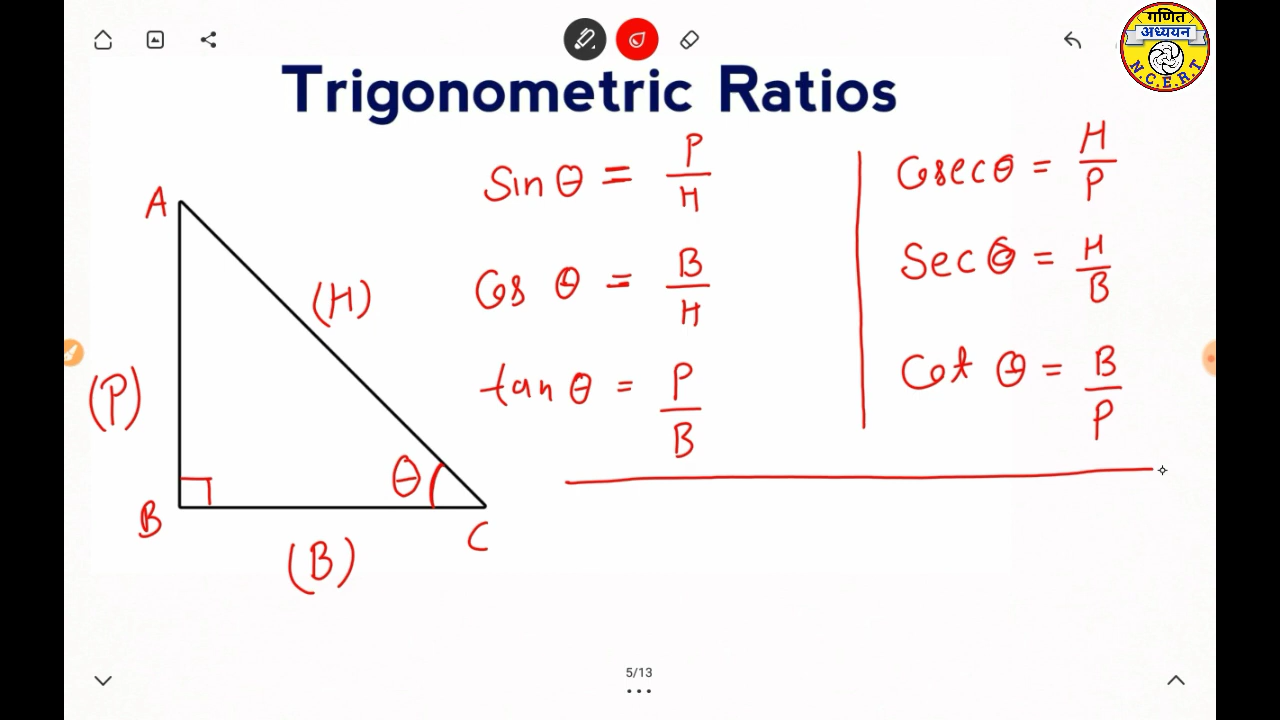 गणित
अध्ययन
N.C.E.R.T
Trigonometric Ratios
A
(H)
(P)
θ
B
C
(B)
Sin θ = P/H
Cos θ = B/H
tan θ = P/B
Cosec θ = H/P
Sec θ = H/B
Cot θ = B/P
5/13